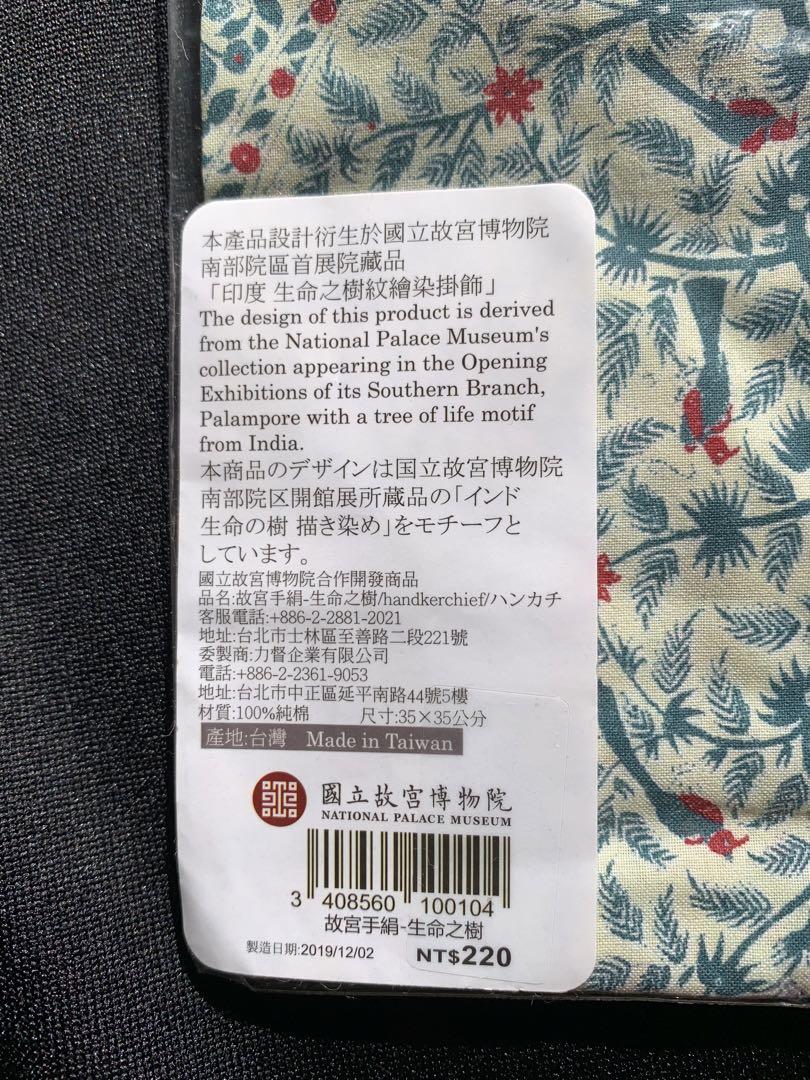 本產品設計衍生於國立故宮博物院
南部院區首展院藏品
「印度 生命之樹紋繪染掛飾」
The design of this product is derived
from the National Palace Museum's
collection appearing in the Opening
Exhibitions of its Southern Branch,
Palampore with a tree of life motif
from India.
本商品のデザインは国立故宮博物院
南部院区開館展所蔵品の「インド
生命の樹 描き染め」をモチーフと
しています。
國立故宮博物院合作開發商品
品名:故宮手絹-生命之樹/handkerchief/ハンカチ
客服電話:+886-2-2881-2021
地址:台北市士林區至善路二段221號
委製商:力督企業有限公司
電話:+886-2-2361-9053
地址:台北市中正區延平南路44號5樓
材質:100%純棉 尺寸:35×35公分
產地:台灣 Made in Taiwan
國立故宮博物院
NATIONAL PALACE MUSEUM
3 408560 100104
故宮手絹-生命之樹
製造日期:2019/12/02 NT$220